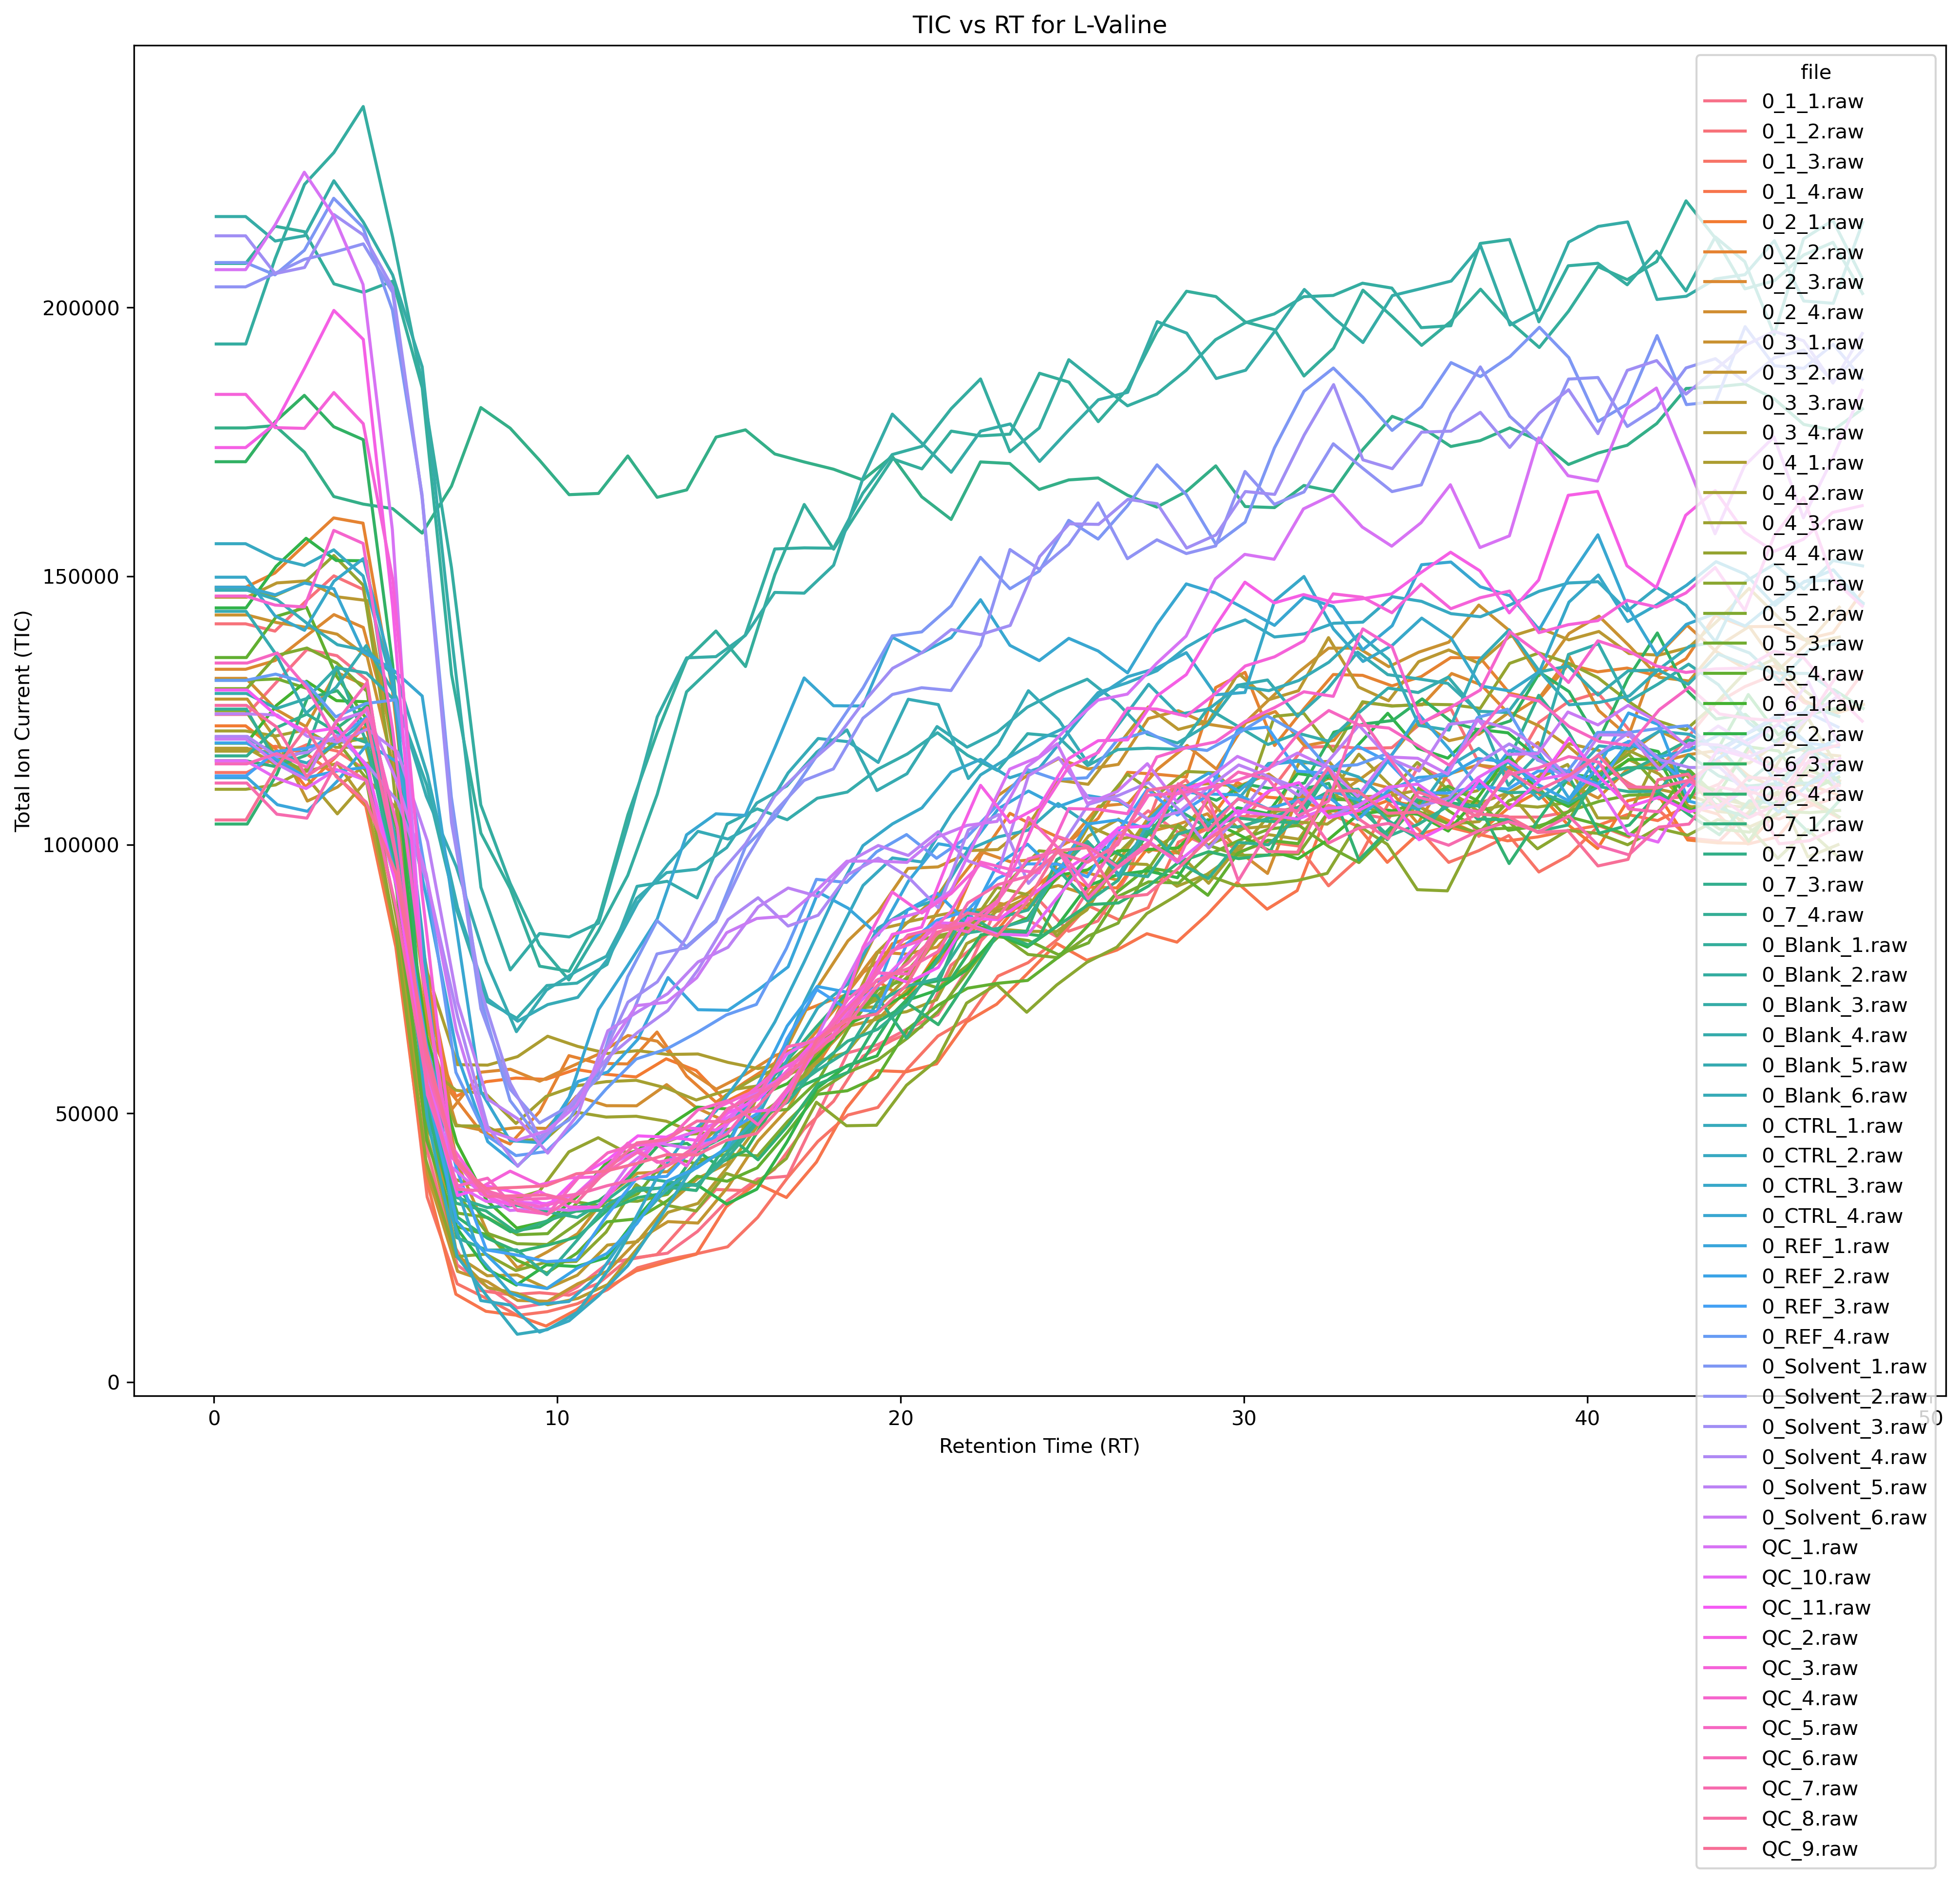 TIC vs RT for L-Valine
Total Ion Current (TIC)
200000
150000
100000
50000
0
0
10
20
30
40
50
Retention Time (RT)
file
0_1_1.raw
0_1_2.raw
0_1_3.raw
0_1_4.raw
0_2_1.raw
0_2_2.raw
0_2_3.raw
0_2_4.raw
0_3_1.raw
0_3_2.raw
0_3_3.raw
0_3_4.raw
0_4_1.raw
0_4_2.raw
0_4_3.raw
0_4_4.raw
0_5_1.raw
0_5_2.raw
0_5_3.raw
0_5_4.raw
0_6_1.raw
0_6_2.raw
0_6_3.raw
0_6_4.raw
0_7_1.raw
0_7_2.raw
0_7_3.raw
0_7_4.raw
0_Blank_1.raw
0_Blank_2.raw
0_Blank_3.raw
0_Blank_4.raw
0_Blank_5.raw
0_Blank_6.raw
0_CTRL_1.raw
0_CTRL_2.raw
0_CTRL_3.raw
0_CTRL_4.raw
0_REF_1.raw
0_REF_2.raw
0_REF_3.raw
0_REF_4.raw
0_Solvent_1.raw
0_Solvent_2.raw
0_Solvent_3.raw
0_Solvent_4.raw
0_Solvent_5.raw
0_Solvent_6.raw
QC_1.raw
QC_10.raw
QC_11.raw
QC_2.raw
QC_3.raw
QC_4.raw
QC_5.raw
QC_6.raw
QC_7.raw
QC_8.raw
QC_9.raw